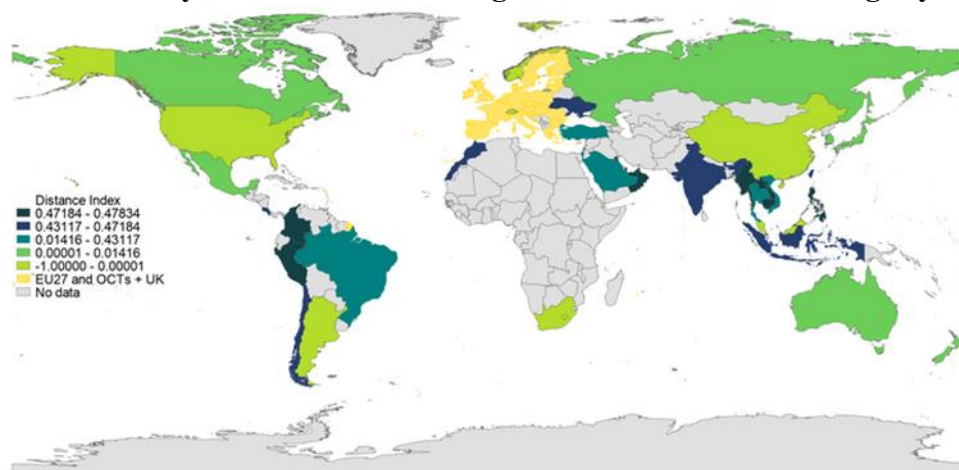 Distance Index
0.47184 - 0.47834
0.43117 - 0.47184
0.01416 - 0.43117
0.00001 - 0.01416
-1.00000 - 0.00001
EU27 and OCTs + UK
No data